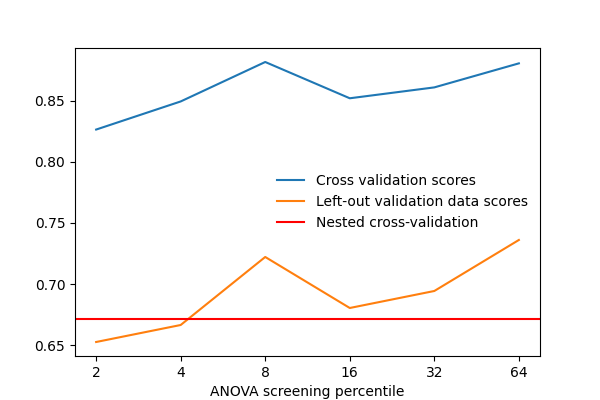 0.85
0.80
0.75
0.70
0.65
Cross validation scores
Left-out validation data scores
Nested cross-validation
2 4 8 16 32 64
ANOVA screening percentile